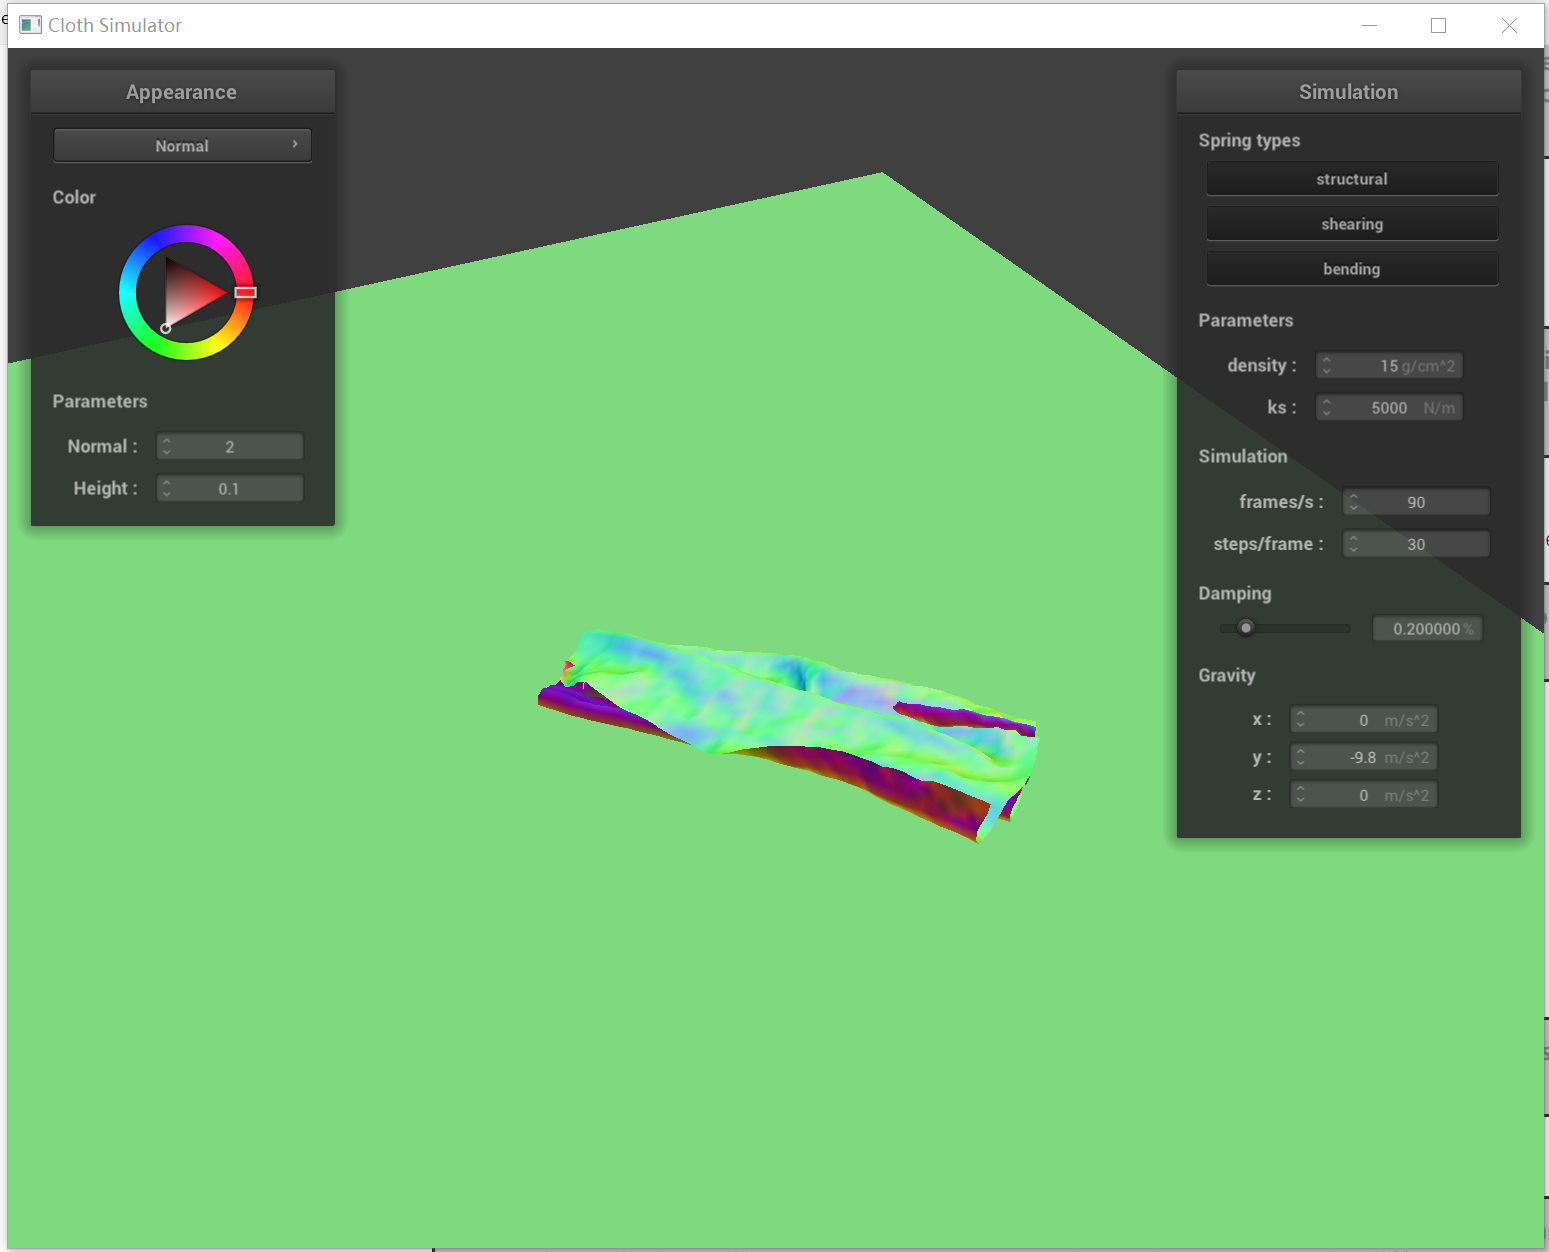 Cloth Simulator
Appearance
Normal
Color
Parameters
Normal :
2
Height :
0.1
Simulation
Spring types
structural
shearing
bending
Parameters
density :
15 g/cm^2
ks :
5000 N/m
Simulation
frames/s :
90
steps/frame :
30
Damping
0.200000 %
Gravity
x :
0 m/s^2
y :
-9.8 m/s^2
z :
0 m/s^2